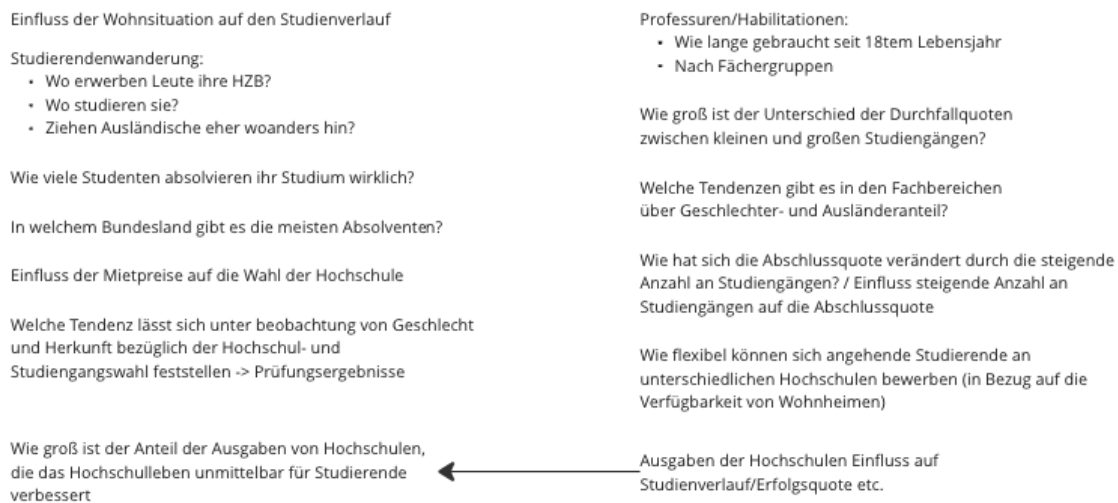 Einfluss der Wohnsituation auf den Studienverlauf
Studierendenwanderung:
• Wo erwerben Leute ihre HZB?
• Wo studieren sie?
• Ziehen Ausländische eher woanders hin?
Wie viele Studenten absolvieren ihr Studium wirklich?
In welchem Bundesland gibt es die meisten Absolventen?
Einfluss der Mietpreise auf die Wahl der Hochschule
Welche Tendenz lässt sich unter beobachtung von Geschlecht
und Herkunft bezüglich der Hochschul- und
Studiengangswahl feststellen -> Prüfungsergebnisse
Wie groß ist der Anteil der Ausgaben von Hochschulen,
die das Hochschulleben unmittelbar für Studierende
verbessert
Professuren/Habilitationen:
• Wie lange gebraucht seit 18tem Lebensjahr
• Nach Fächergruppen
Wie groß ist der Unterschied der Durchfallquoten
zwischen kleinen und großen Studiengängen?
Welche Tendenzen gibt es in den Fachbereichen
über Geschlechter- und Ausländeranteil?
Wie hat sich die Abschlussquote verändert durch die steigende
Anzahl an Studiengängen? / Einfluss steigende Anzahl an
Studiengängen auf die Abschlussquote
Wie flexibel können sich angehende Studierende an
unterschiedlichen Hochschulen bewerben (in Bezug auf die
Verfügbarkeit von Wohnheimen)
Ausgaben der Hochschulen Einfluss auf
Studienverlauf/Erfolgsquote etc.